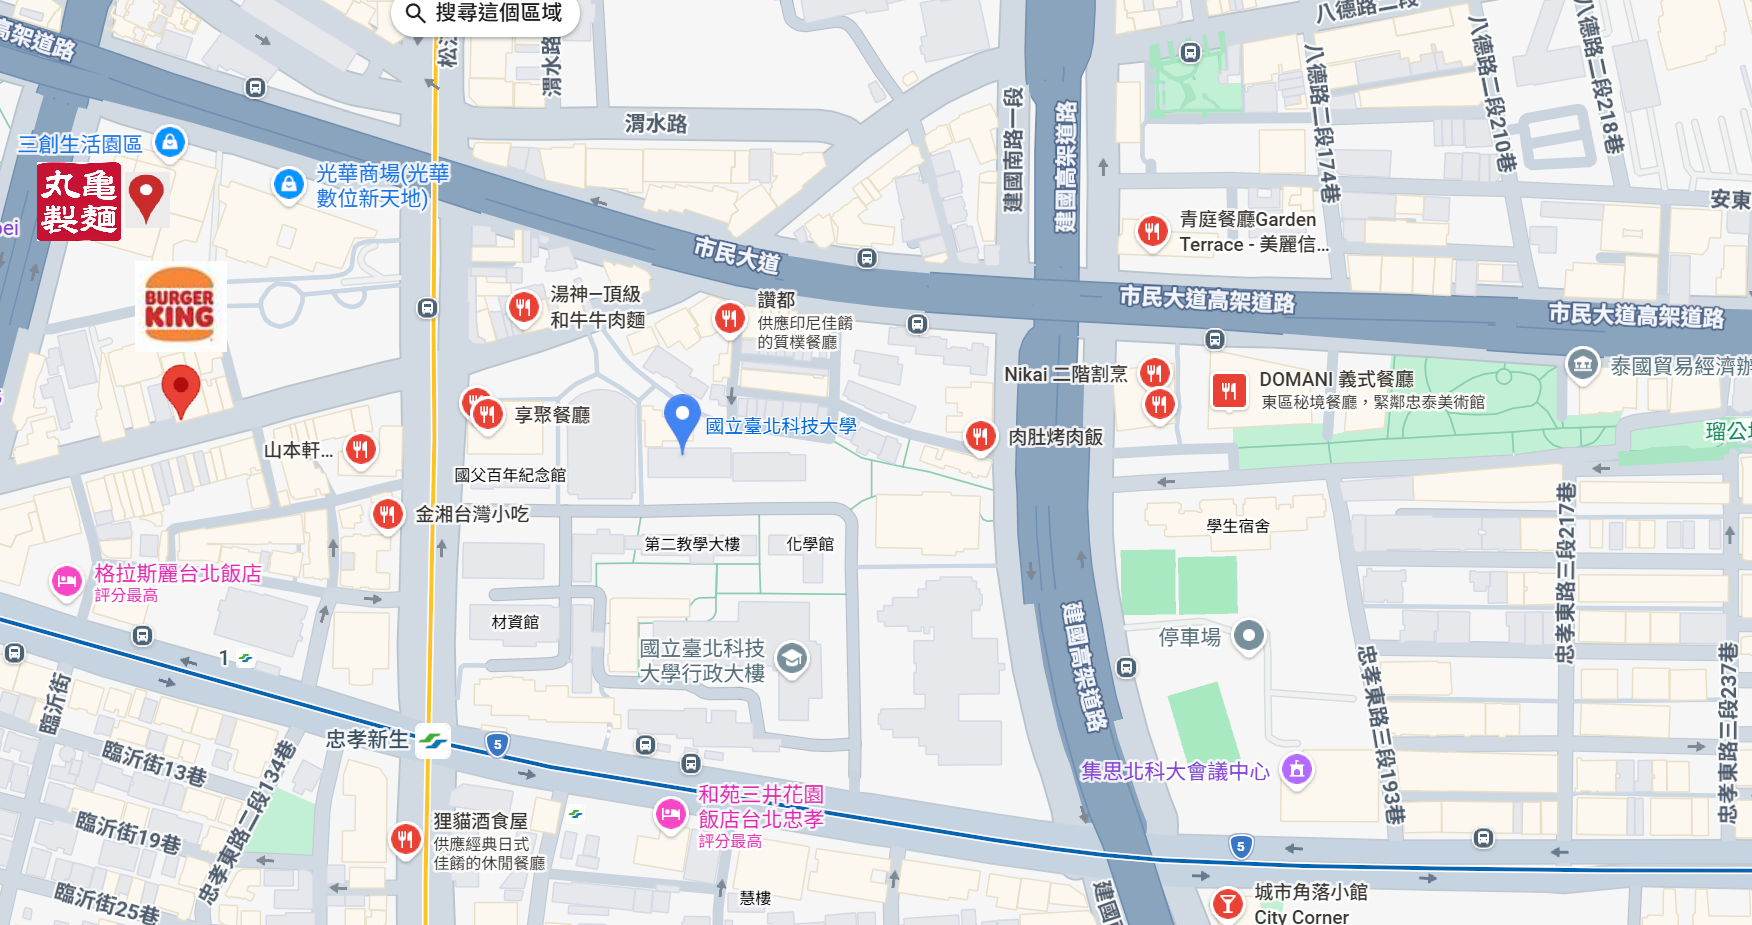 搜尋這個區域
高架道路
渭水路
八德路二段
八德路二段174巷
八德路二段210巷
八德路二段218巷
渭水路
建國南路一段
建國高架道路
三創生活園區
丸亀
製麺
光華商場(光華
數位新天地)
安東
青庭餐廳Garden
Terrace - 美麗信...
市民大道
市民大道高架道路
市民大道高架道路
BURGER
KING
湯神—頂級
和牛牛肉麵
讚都
供應印尼佳餚
的質樸餐廳
Nikai 二階割烹
DOMANI 義式餐廳
東區秘境餐廳，緊鄰忠泰美術館
泰國貿易經濟辦
享聚餐廳
國立臺北科技大學
肉肚烤肉飯
山本軒...
國父百年紀念館
金湘台灣小吃
學生宿舍
忠孝東路三段217巷
第二教學大樓
化學館
格拉斯麗台北飯店
評分最高
材資館
國立臺北科技
大學行政大樓
停車場
建國高架道路
1
臨沂街
忠孝新生
5
臨沂街13巷
忠孝東路二段134巷
忠孝東路三段193巷
忠孝東路三段237巷
集思北科大會議中心
和苑三井花園
飯店台北忠孝
評分最高
狸貓酒食屋
供應經典日式
佳餚的休閒餐廳
臨沂街19巷
臨沂街25巷
5
慧樓
城市角落小館
City Corner